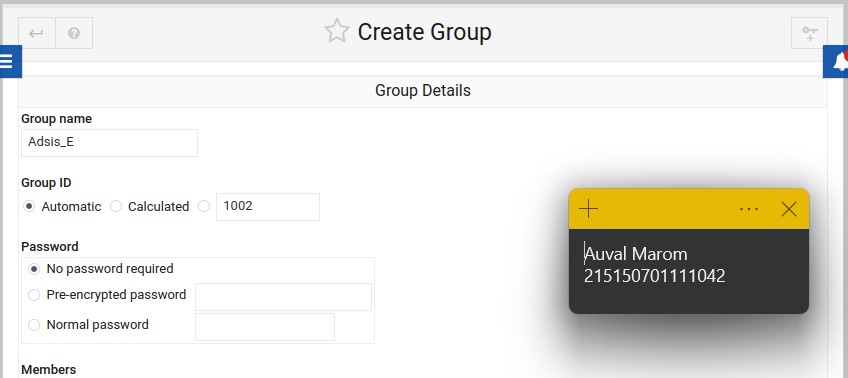 Create Group
Group Details
Group name
Adsis_E
Group ID
Automatic Calculated 1002
Password
No password required
Pre-encrypted password
Normal password
Members
Auval Marom
215150701111042